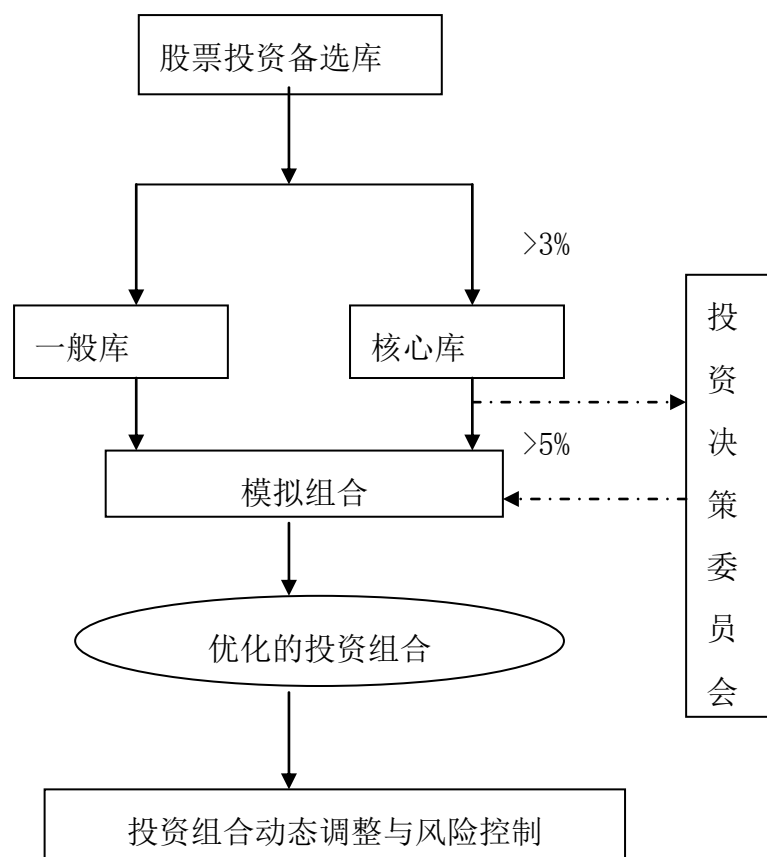 股票投资备选库
>3%
一般库
核心库
投资决策委员会
>5%
模拟组合
优化的投资组合
投资组合动态调整与风险控制